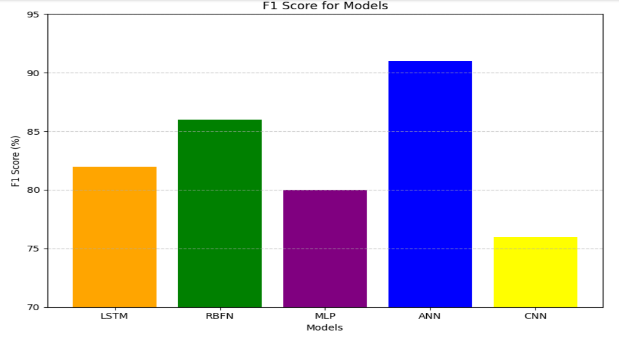 F1 Score for Models
95
90
85
80
75
70
F1 Score (%)
LSTM RBFN MLP ANN CNN
Models